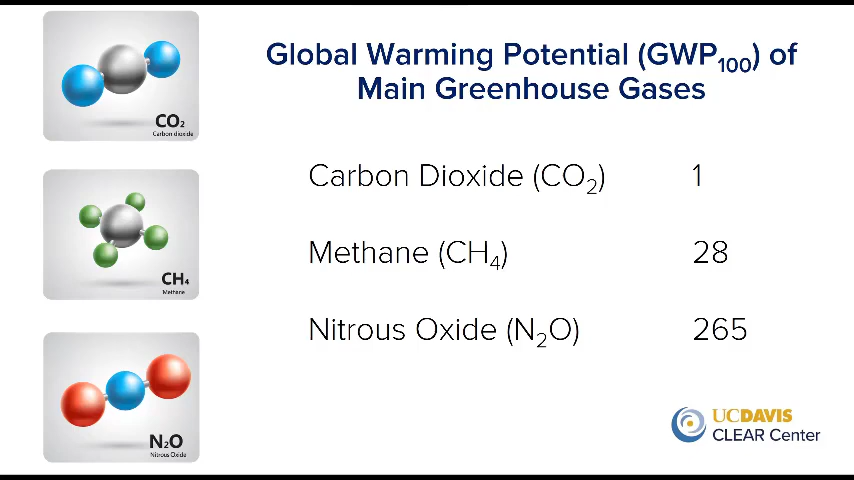 Global Warming Potential (GWP₁₀₀) of
Main Greenhouse Gases
CO₂
Carbon dioxide
Carbon Dioxide (CO₂) 1
CH₄
Methane
Methane (CH₄) 28
N₂O
Nitrous Oxide
Nitrous Oxide (N₂O) 265
UCDAVIS
CLEAR Center